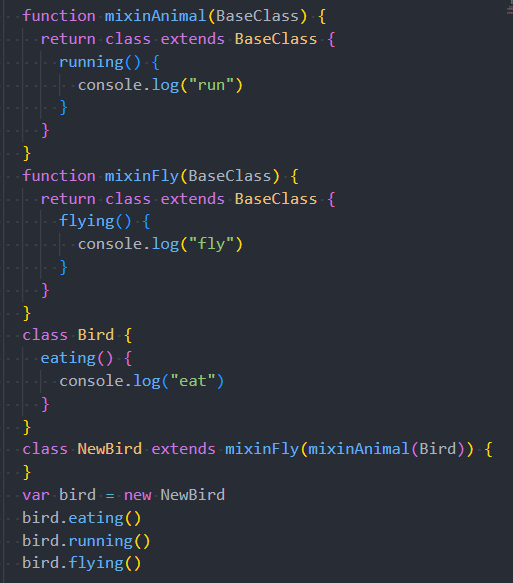 function mixinAnimal(BaseClass) {
  return class extends BaseClass {
    running() {
      console.log("run")
    }
  }
}
function mixinFly(BaseClass) {
  return class extends BaseClass {
    flying() {
      console.log("fly")
    }
  }
}
class Bird {
  eating() {
    console.log("eat")
  }
}
class NewBird extends mixinFly(mixinAnimal(Bird)) {
}
var bird = new NewBird
bird.eating()
bird.running()
bird.flying()